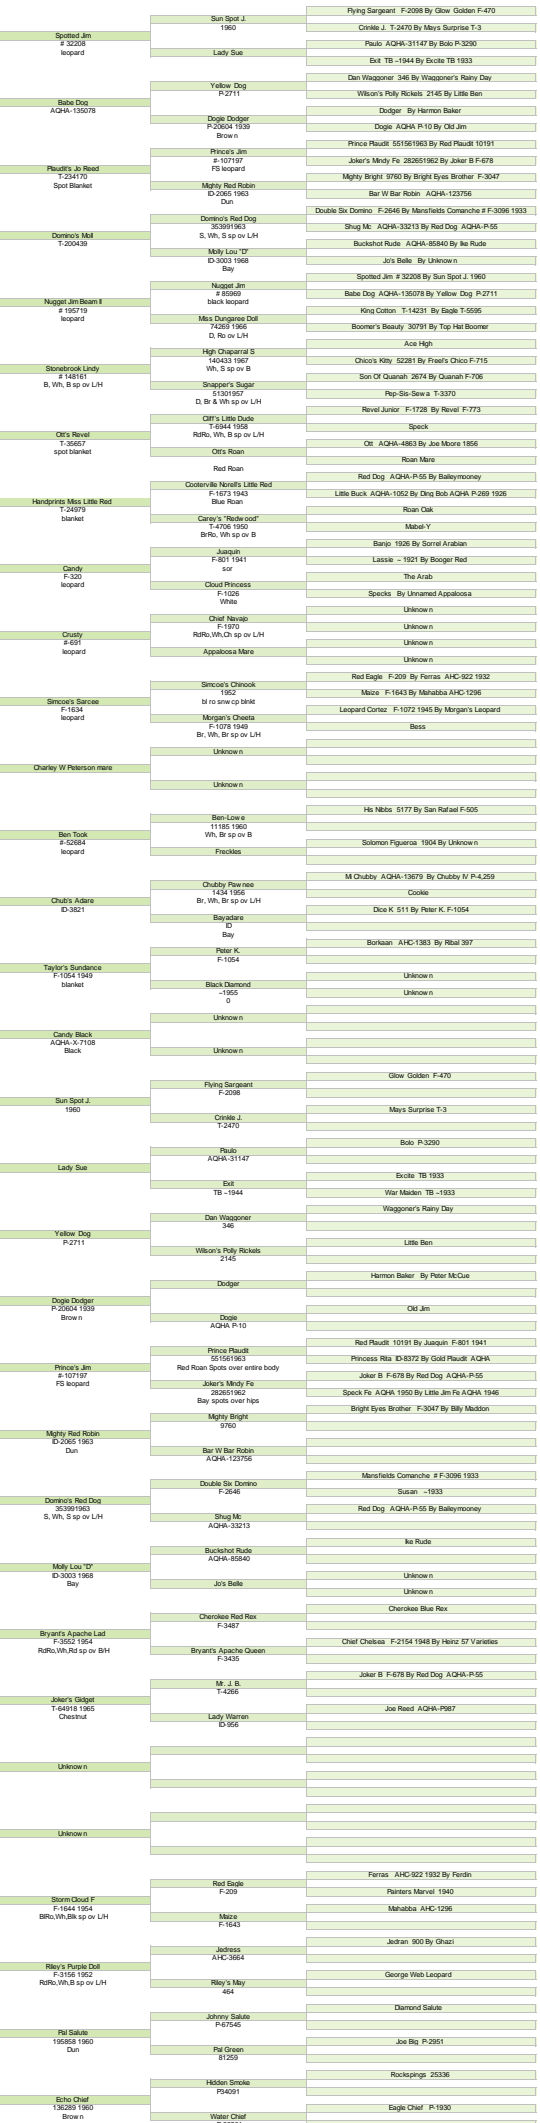 Flying Sargeant F-2098 By Glow Golden F-470
Sun Spot J.
1960
Crinkle J. T-2470 By Mays Surprise T-3
Spotted Jim
# 32208
leopard
Paulo AQHA-31147 By Bolo P-3290
Lady Sue
Exit TB ~1944 By Excite TB 1933
Dan Waggoner 346 By Waggoner's Rainy Day
Yellow Dog
P-2711
Wilson's Polly Rickels 2145 By Little Ben
Babe Dog
AQHA-135078
Dodger By Harmon Baker
Dogie Dodger
P-20604 1939
Brown
Dogie AQHA P-10 By Old Jim
Prince Plaudit 551561963 By Red Plaudit 10191
Prince's Jim
#-107197
FS leopard
Joker's Mindy Fe 282651962 By Joker B F-678
Plaudit's Jo Reed
T-234170
Spot Blanket
Mighty Bright 9760 By Bright Eyes Brother F-3047
Mighty Red Robin
ID-2065 1963
Dun
Bar W Bar Robin AQHA-123756
Double Six Domino F-2646 By Mansfields Comanche # F-3096 1933
Domino's Red Dog
353991963
S, Wh, S sp ov L/H
Shug Mc AQHA-33213 By Red Dog AQHA-P-55
Domino's Moll
T-200439
Buckshot Rude AQHA-85840 By Ike Rude
Molly Lou "D"
ID-3003 1968
Bay
Jo's Belle By Unknown
Spotted Jim # 32208 By Sun Spot J. 1960
Nugget Jim
# 85969
black leopard
Babe Dog AQHA-135078 By Yellow Dog P-2711
Nugget Jim Beam II
# 195719
leopard
King Cotton T-14231 By Eagle T-5595
Miss Dungaree Doll
74269 1966
D, Ro ov L/H
Boomer's Beauty 30791 By Top Hat Boomer
Ace High
High Chaparral S
140433 1967
Wh, S sp ov B
Chico's Kitty 52281 By Freel's Chico F-715
Stonebrook Lindy
# 148161
B, Wh, B sp ov L/H
Son Of Quanah 2674 By Quanah F-706
Snapper's Sugar
51301957
D, Br & Wh sp ov L/H
Pep-Sis-Sewa T-3370
Revel Junior F-1728 By Revel F-773
Cliff's Little Dude
T-6944 1958
RdRo, Wh, B sp ov L/H
Speck
Ott's Revel
T-35657
spot blanket
Ott AQHA-4863 By Joe Moore 1856
Ott's Roan
Red Roan
Roan Mare
Red Dog AQHA-P-55 By Baileymooney
Cooterville Norell's Little Red
F-1673 1943
Blue Roan
Little Buck AQHA-1052 By Ding Bob AQHA P-269 1926
Handprints Miss Little Red
T-24979
blanket
Roan Oak
Carey's "Redwood"
T-4706 1950
BrRo, Wh sp ov B
Mabel-Y
Banjo 1926 By Sorrel Arabian
Juaquin
F-801 1941
sor
Lassie ~ 1921 By Booger Red
Candy
F-320
leopard
The Arab
Cloud Princess
F-1026
White
Specks By Unnamed Appaloosa
Unknown
Chief Navajo
F-1970
RdRo,Wh,Ch sp ov L/H
Unknown
Crusty
#-691
leopard
Unknown
Appaloosa Mare
Unknown
Red Eagle F-209 By Ferras AHC-922 1932
Simcoe's Chinook
1952
bl ro snw cp blnkt
Maize F-1643 By Mahabba AHC-1296
Simcoe's Sarcee
F-1634
leopard
Leopard Cortez F-1072 1945 By Morgan's Leopard
Morgan's Cheeta
F-1078 1949
Br, Wh, Br sp ov L/H
Bess
Unknown
Charley W Peterson mare
Unknown
His Nibbs 5177 By San Rafael F-505
Ben-Lowe
11185 1960
Wh, Br sp ov B
Ben Took
#-52684
leopard
Solomon Figueroa 1904 By Unknown
Freckles
Mi Chubby AQHA-13679 By Chubby IV P-4,259
Chubby Pawnee
1434 1956
Br, Wh, Br sp ov L/H
Cookie
Chub's Adare
ID-3821
Dice K 511 By Peter K. F-1054
Bayadare
ID
Bay
Borkaan AHC-1383 By Ribal 397
Peter K.
F-1054
Taylor's Sundance
F-1054 1949
blanket
Unknown
Black Diamond
~1955
0
Unknown
Unknown
Candy Black
AQHA-X-7108
Black
Unknown
Glow Golden F-470
Flying Sargeant
F-2098
Sun Spot J.
1960
Mays Surprise T-3
Crinkle J.
T-2470
Bolo P-3290
Paulo
AQHA-31147
Lady Sue
Excite TB 1933
Exit
TB ~1944
War Maiden TB ~1933
Waggoner's Rainy Day
Dan Waggoner
346
Yellow Dog
P-2711
Little Ben
Wilson's Polly Rickels
2145
Harmon Baker By Peter McCue
Dodger
Dogie Dodger
P-20604 1939
Brown
Old Jim
Dogie
AQHA P-10
Red Plaudit 10191 By Juaquin F-801 1941
Prince Plaudit
551561963
Red Roan Spots over entire body
Princess Rita ID-8372 By Gold Plaudit AQHA
Prince's Jim
#-107197
FS leopard
Joker B F-678 By Red Dog AQHA-P-55
Joker's Mindy Fe
282651962
Bay spots over hips
Speck Fe AQHA 1950 By Little Jim Fe AQHA 1946
Bright Eyes Brother F-3047 By Billy Maddon
Mighty Bright
9760
Mighty Red Robin
ID-2065 1963
Dun
Bar W Bar Robin
AQHA-123756
Mansfields Comanche # F-3096 1933
Double Six Domino
F-2646
Susan ~1933
Domino's Red Dog
353991963
S, Wh, S sp ov L/H
Red Dog AQHA-P-55 By Baileymooney
Shug Mc
AQHA-33213
Ike Rude
Buckshot Rude
AQHA-85840
Molly Lou "D"
ID-3003 1968
Bay
Unknown
Jo's Belle
Unknown
Cherokee Blue Rex
Cherokee Red Rex
F-3487
Bryant's Apache Lad
F-3552 1954
RdRo,Wh,Rd sp ov B/H
Chief Chelsea F-2154 1948 By Heinz 57 Varieties
Bryant's Apache Queen
F-3435
Joker B F-678 By Red Dog AQHA-P-55
Mr. J. B.
T-4266
Joker's Gidget
T-64918 1965
Chestnut
Joe Reed AQHA-P987
Lady Warren
ID-956
Unknown
Unknown
Ferras AHC-922 1932 By Ferdin
Red Eagle
F-209
Painters Marvel 1940
Storm Cloud F
F-1644 1954
BlRo,Wh,Blk sp ov L/H
Mahabba AHC-1296
Maize
F-1643
Jedran 900 By Ghazi
Jedress
AHC-3664
Riley's Purple Doll
F-3156 1952
RdRo,Wh,B sp ov L/H
George Web Leopard
Riley's May
464
Diamond Salute
Johnny Salute
P-67545
Pal Salute
195858 1960
Dun
Joe Big P-2951
Pal Green
81259
Rockspings 25336
Hidden Smoke
P34091
Echo Chief
136289 1960
Brown
Eagle Chief P-1930
Water Chief